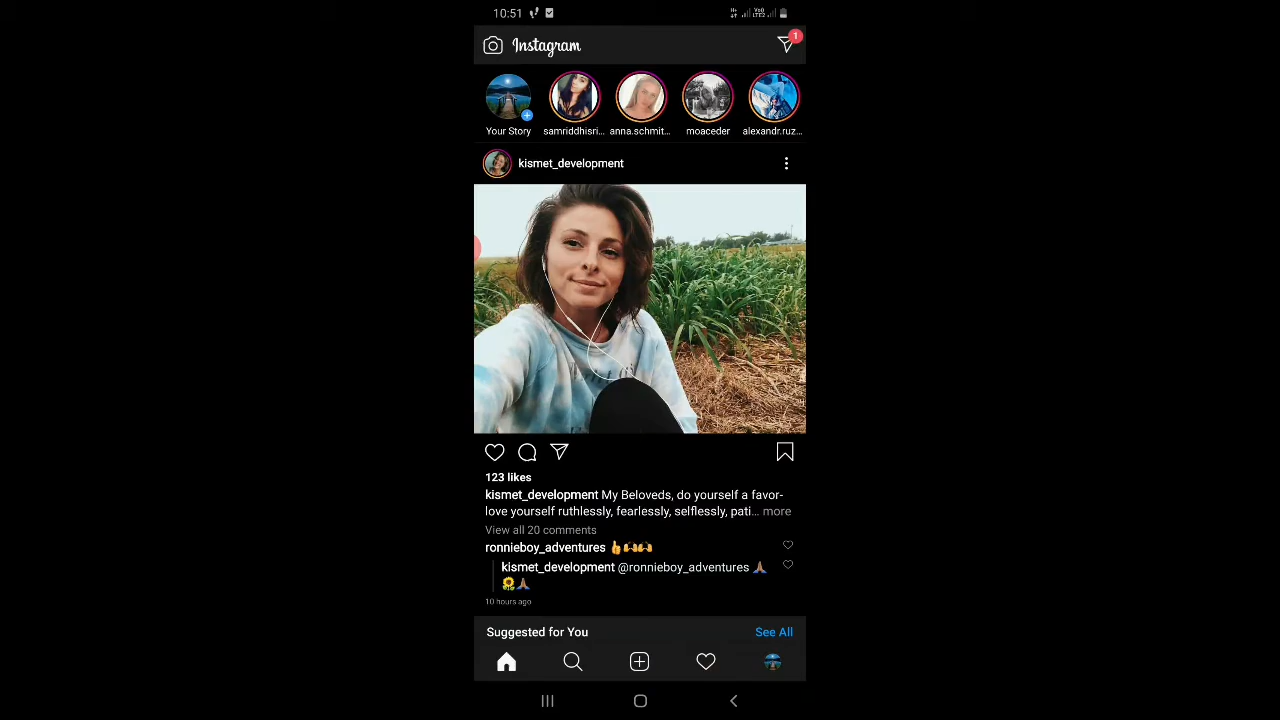 10:51
Instagram
1
Your Story
samriddhisri...
anna.schmit...
moaceder
alexandr.ruz...
kismet_development
123 likes
kismet_development My Beloveds, do yourself a favor-
love yourself ruthlessly, fearlessly, selflessly, pati... more
View all 20 comments
ronnieboy_adventures 👍🙌🙌
kismet_development @ronnieboy_adventures 🙏
🌻🙏
10 hours ago
Suggested for You
See All